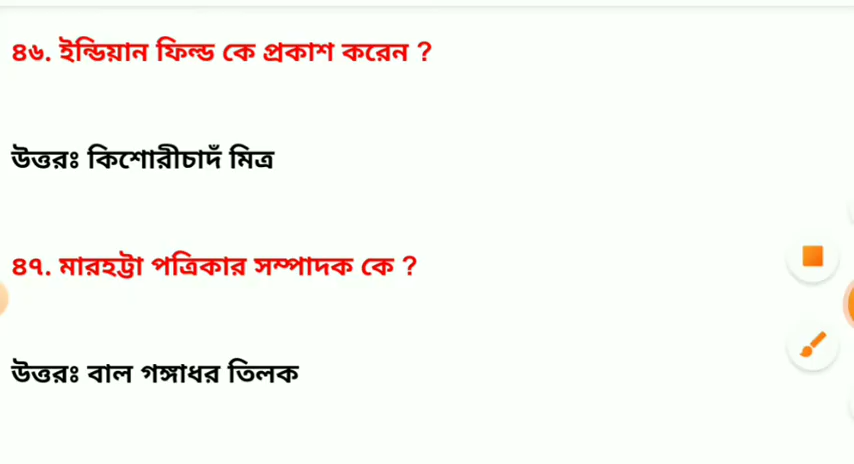 ৪৬. ইন্ডিয়ান ফিল্ড কে প্রকাশ করেন ?
উত্তরঃ কিশোরীচাদঁ মিত্র
৪৭. মারহট্টা পত্রিকার সম্পাদক কে ?
উত্তরঃ বাল গঙ্গাধর তিলক